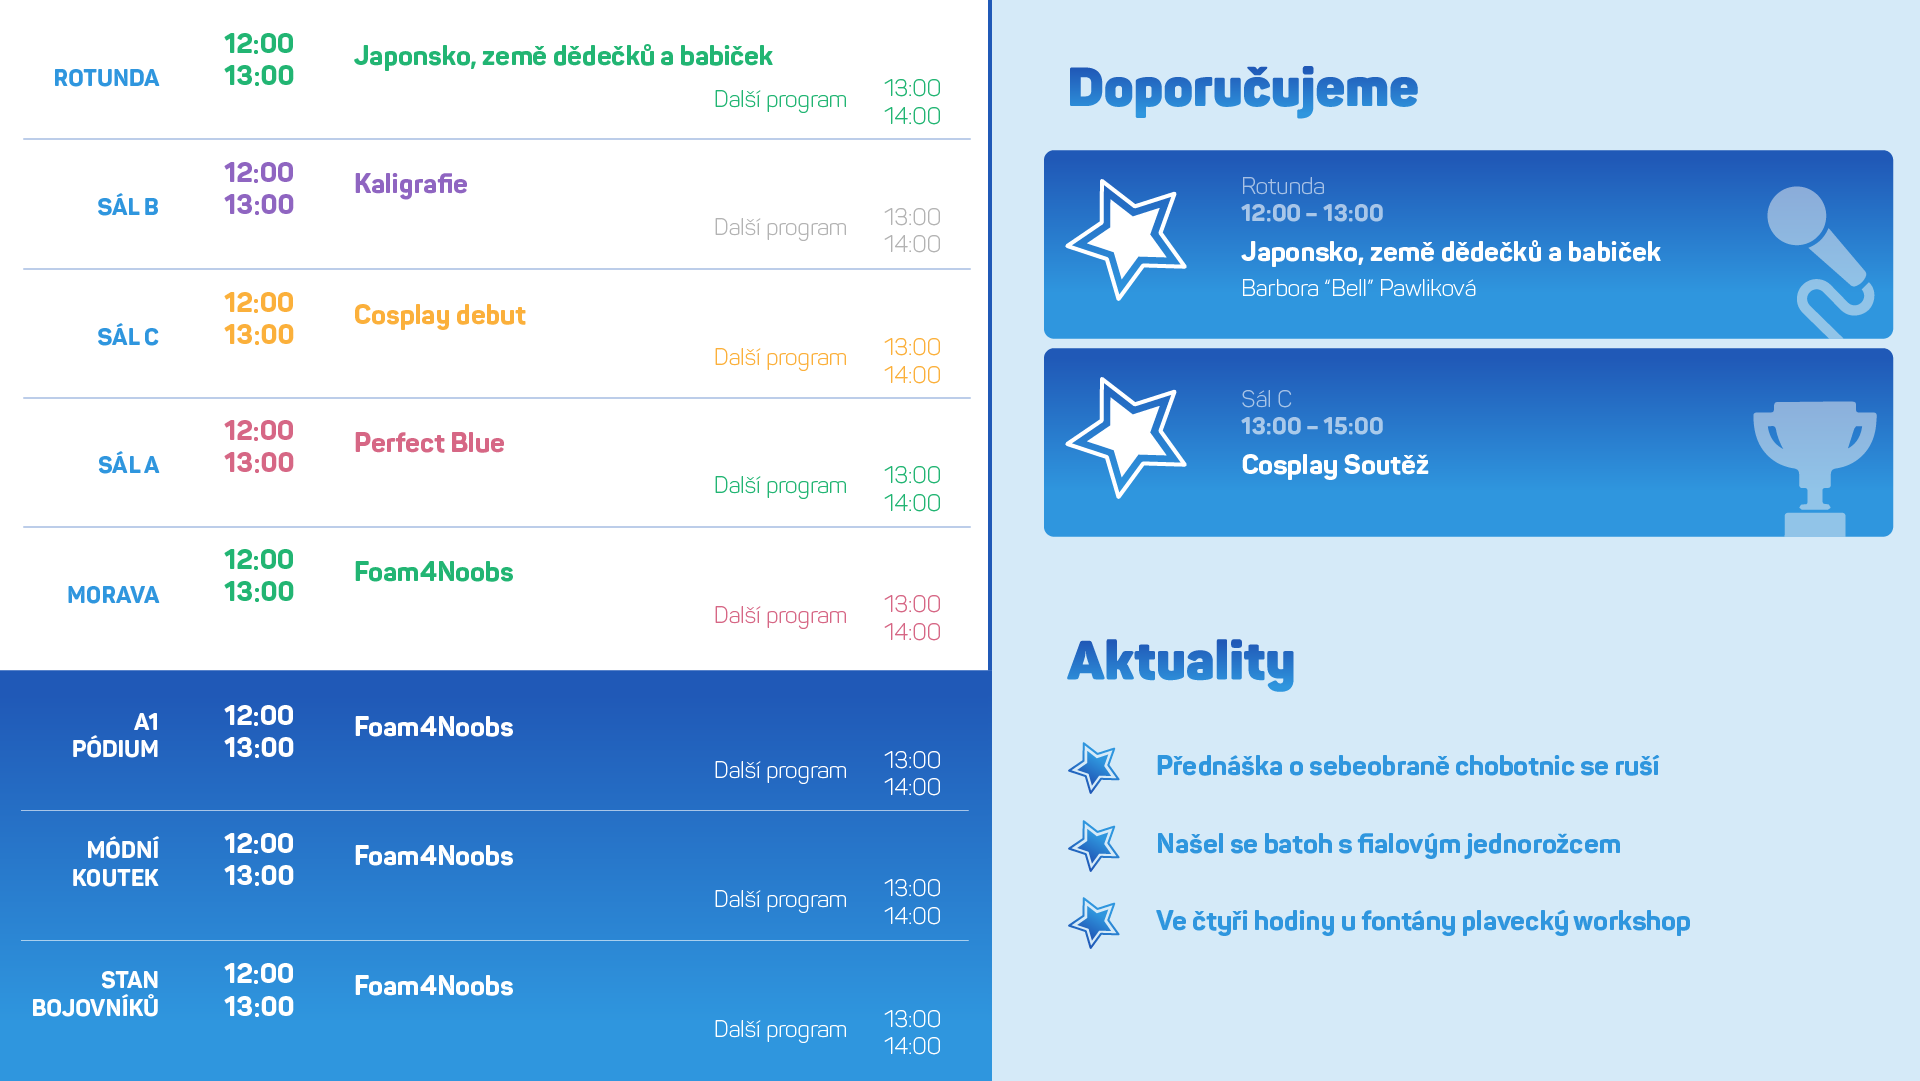 ROTUNDA
12:00
13:00
Japonsko, země dědečků a babiček
Další program
13:00
14:00
SÁL B
12:00
13:00
Kaligrafie
Další program
13:00
14:00
SÁL C
12:00
13:00
Cosplay debut
Další program
13:00
14:00
SÁL A
12:00
13:00
Perfect Blue
Další program
13:00
14:00
MORAVA
12:00
13:00
Foam4Noobs
Další program
13:00
14:00
A1
PÓDIUM
12:00
13:00
Foam4Noobs
Další program
13:00
14:00
MÓDNÍ
KOUTEK
12:00
13:00
Foam4Noobs
Další program
13:00
14:00
STAN
BOJOVNÍKŮ
12:00
13:00
Foam4Noobs
Další program
13:00
14:00
Doporučujeme
Rotunda
12:00 – 13:00
Japonsko, země dědečků a babiček
Barbora “Bell” Pawliková
Sál C
13:00 – 15:00
Cosplay Soutěž
Aktuality
Přednáška o sebeobraně chobotnic se ruší
Našel se batoh s fialovým jednorožcem
Ve čtyři hodiny u fontány plavecký workshop